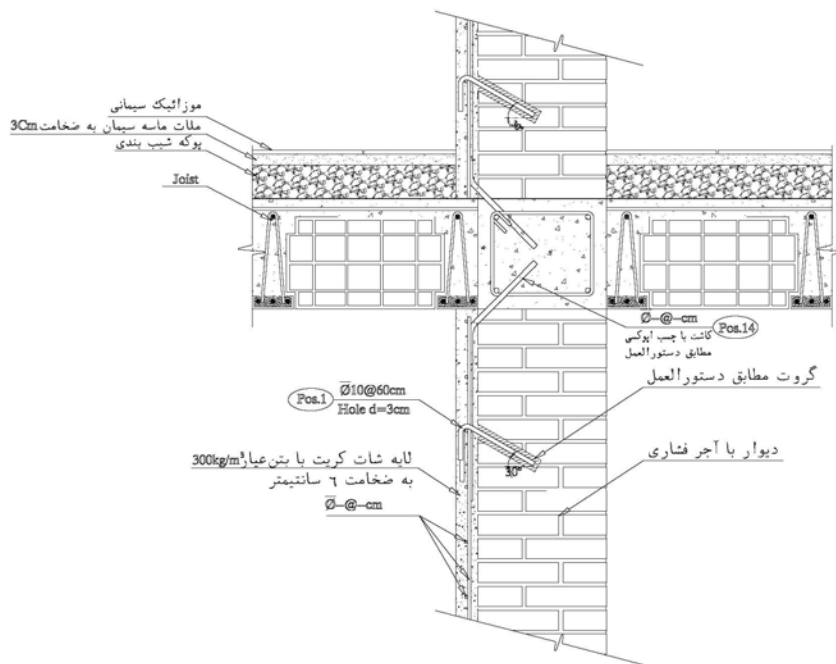 موزائیک سیمانی
ملات ماسه سیمان به ضخامت 3Cm
پوکه شیب بندی
Joist
30°
Ø-@-cm
Pos.14
کاشت با چسب اپوکسی
مطابق دستورالعمل
گروت مطابق دستورالعمل
Pos.1
Ø10@60cm
Hole d=3cm
دیوار با آجر فشاری
30°
لایه شات کریت با بتن عیار 300kg/m³
به ضخامت ٦ سانتیمتر
Ø-@-cm